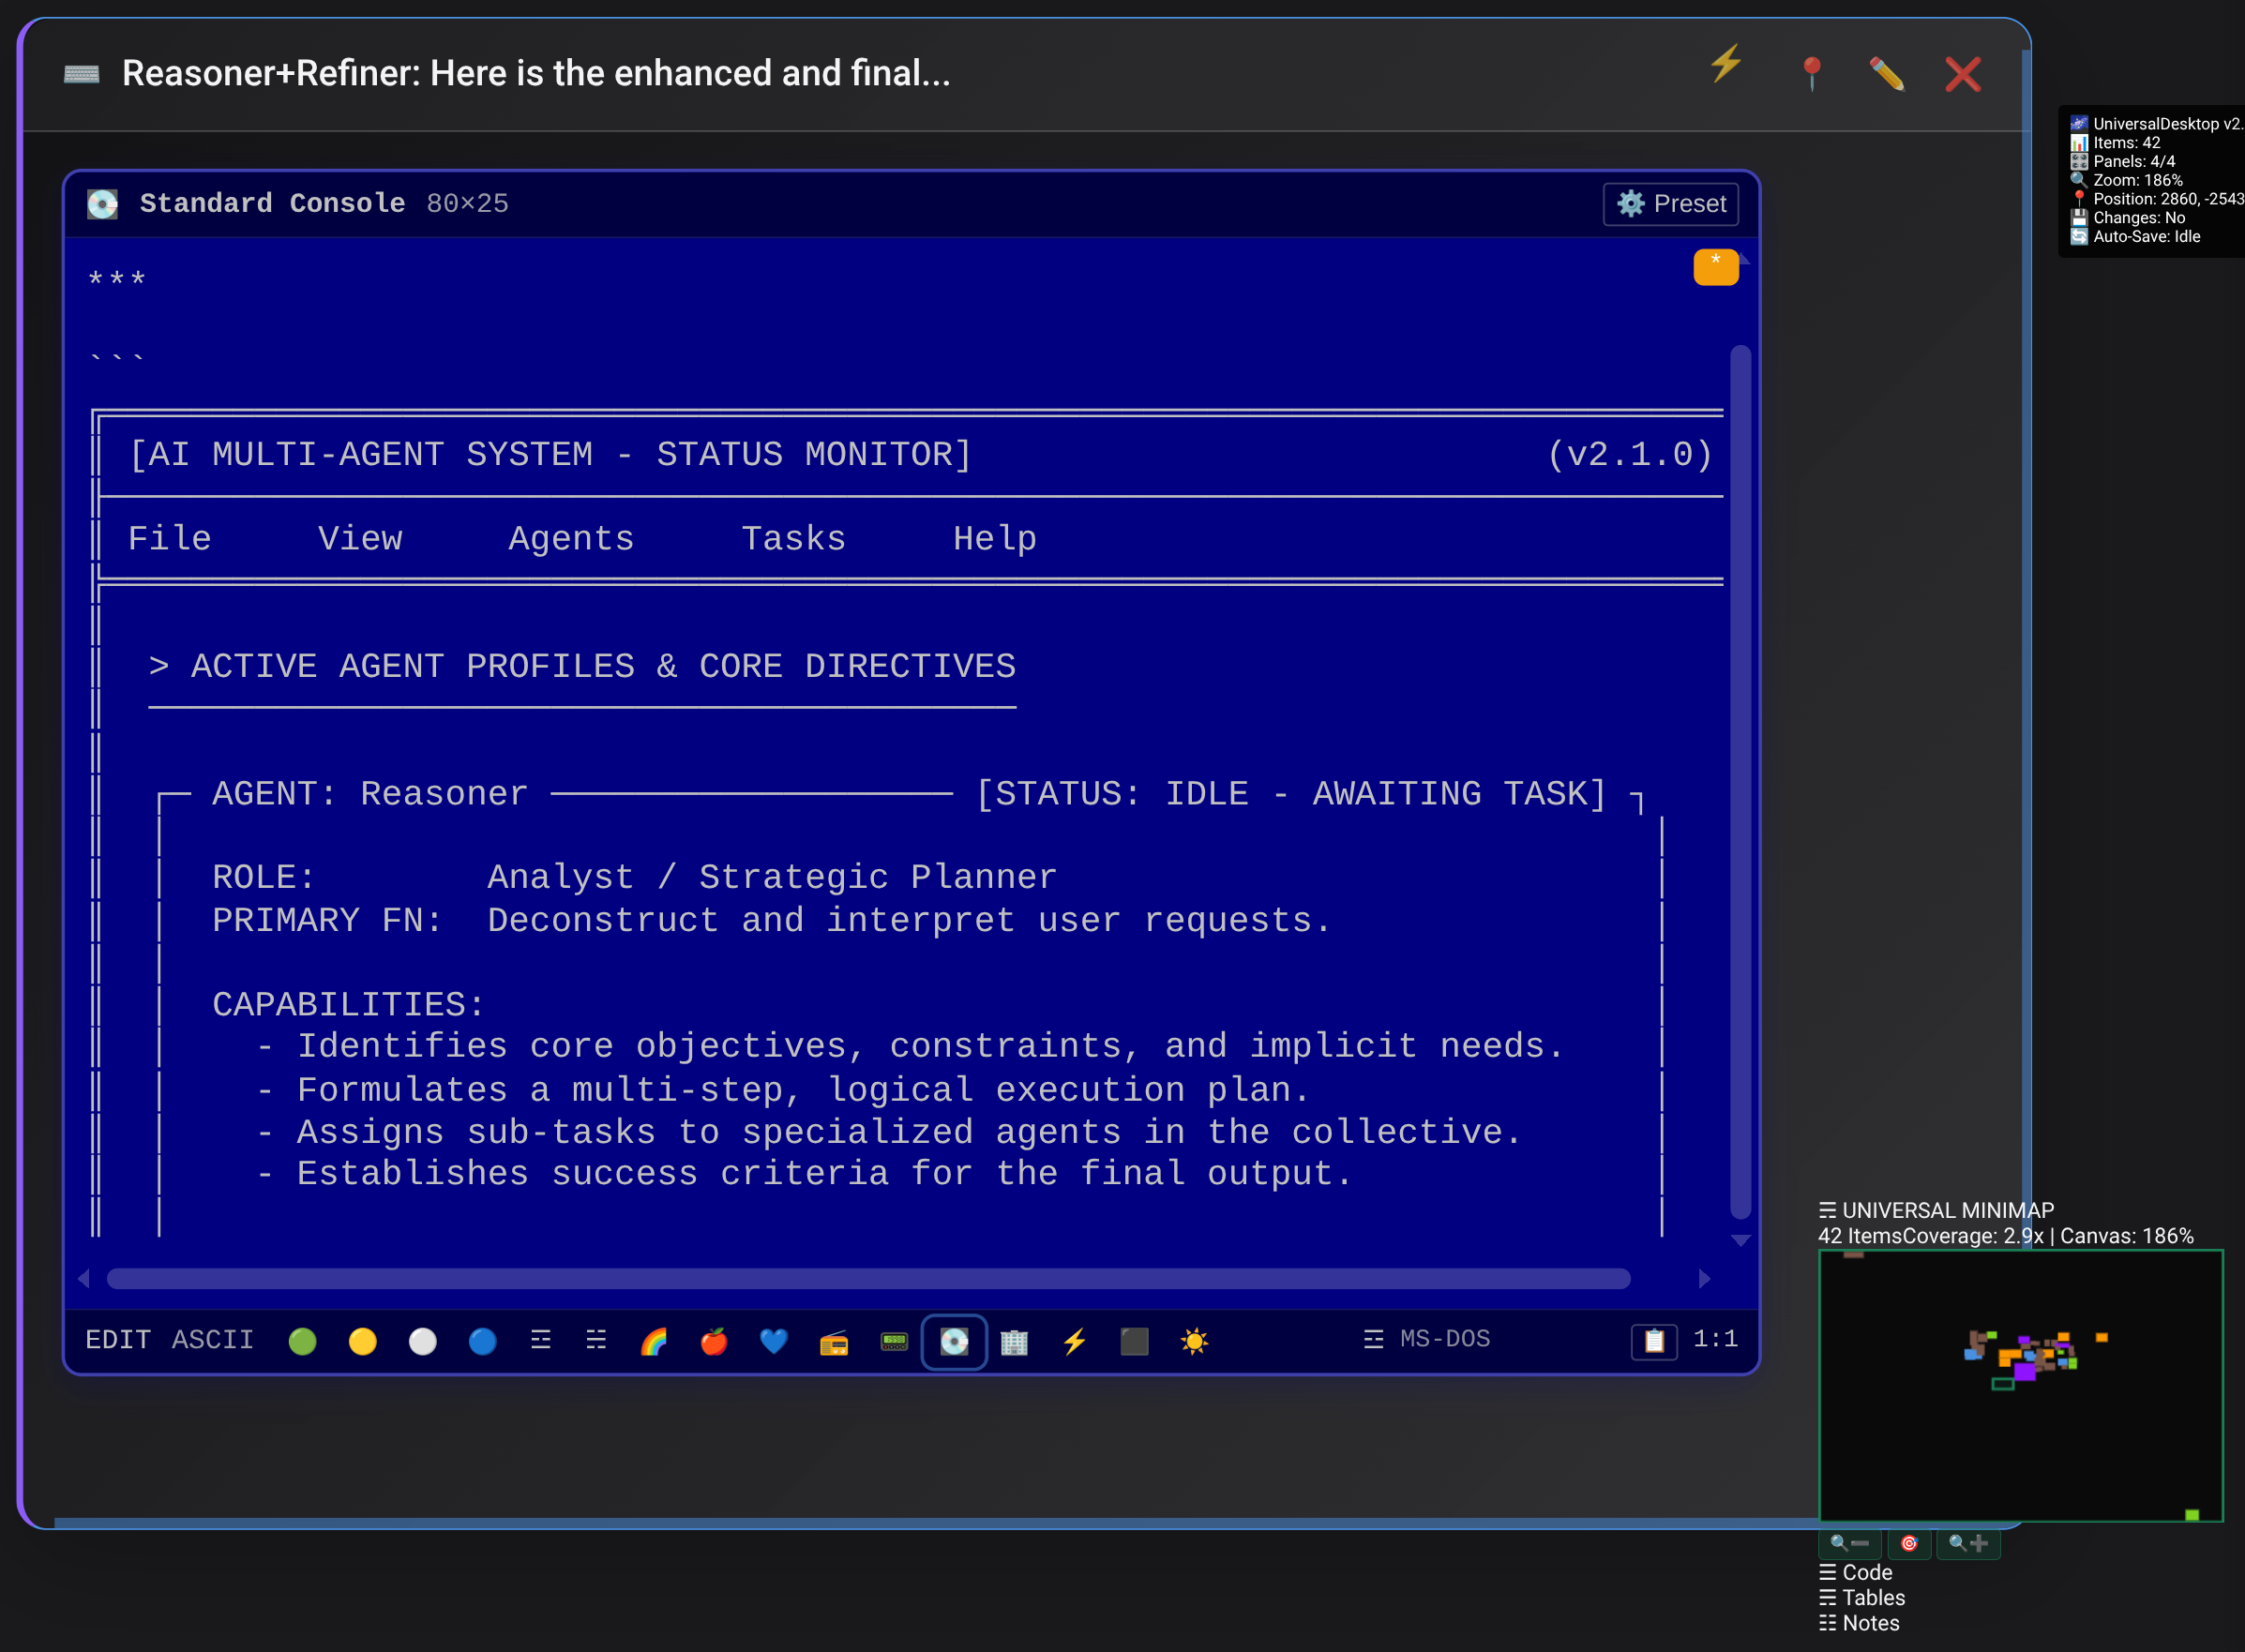 Reasoner+Refiner: Here is the enhanced and final...
UniversalDesktop v2.
Items: 42
Panels: 4/4
Zoom: 186%
Position: 2860, -2543
Changes: No
Auto-Save: Idle
Standard Console 80×25
Preset
***
*
```
[AI MULTI-AGENT SYSTEM - STATUS MONITOR] (v2.1.0)
File View Agents Tasks Help
> ACTIVE AGENT PROFILES & CORE DIRECTIVES
AGENT: Reasoner [STATUS: IDLE - AWAITING TASK]
ROLE: Analyst / Strategic Planner
PRIMARY FN: Deconstruct and interpret user requests.
CAPABILITIES:
- Identifies core objectives, constraints, and implicit needs.
- Formulates a multi-step, logical execution plan.
- Assigns sub-tasks to specialized agents in the collective.
- Establishes success criteria for the final output.
EDIT ASCII ☲ ☵ ☲ MS-DOS 1:1
☴ UNIVERSAL MINIMAP
42 ItemsCoverage: 2.9x | Canvas: 186%
☰ Code
☴ Tables
☷ Notes